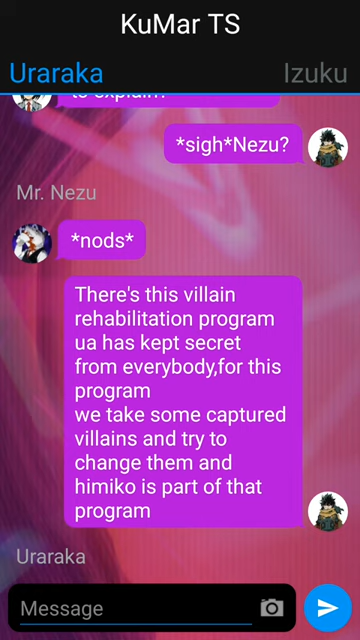 KuMar TS
Uraraka
Izuku
to explain?
*sigh*Nezu?
Mr. Nezu
*nods*
There's this villain
rehabilitation program
ua has kept secret
from everybody,for this
program
we take some captured
villains and try to
change them and
himiko is part of that
program
Uraraka
Message